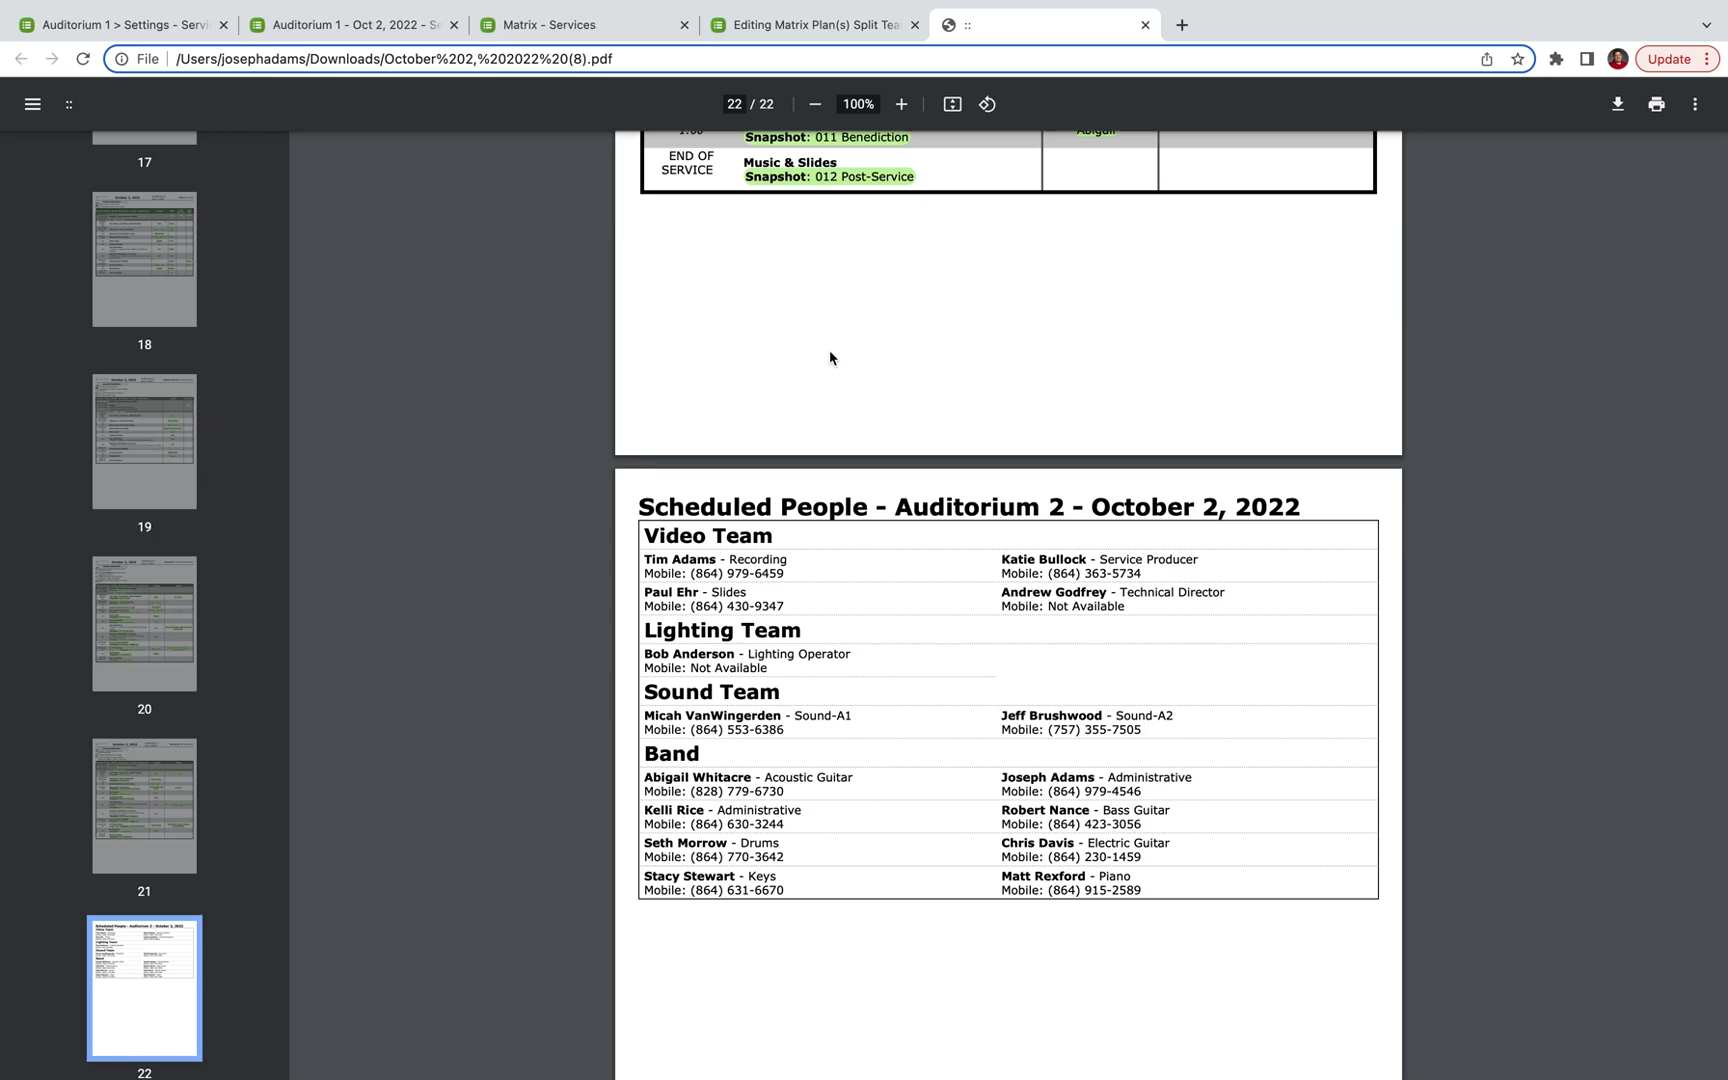 Auditorium 1 > Settings - Servi
Auditorium 1 - Oct 2, 2022 - Se
Matrix - Services
Editing Matrix Plan(s) Split Tea
::
File
/Users/josephadams/Downloads/October%202,%202022%20(8).pdf
Update
::
22 / 22
100%
1:00
Snapshot: 011 Benediction
Abigail
END OF
SERVICE
Music & Slides
Snapshot: 012 Post-Service
17
18
19
20
21
22
Scheduled People - Auditorium 2 - October 2, 2022
Video Team
Tim Adams - Recording
Mobile: (864) 979-6459
Katie Bullock - Service Producer
Mobile: (864) 363-5734
Paul Ehr - Slides
Mobile: (864) 430-9347
Andrew Godfrey - Technical Director
Mobile: Not Available
Lighting Team
Bob Anderson - Lighting Operator
Mobile: Not Available
Sound Team
Micah VanWingerden - Sound-A1
Mobile: (864) 553-6386
Jeff Brushwood - Sound-A2
Mobile: (757) 355-7505
Band
Abigail Whitacre - Acoustic Guitar
Mobile: (828) 779-6730
Joseph Adams - Administrative
Mobile: (864) 979-4546
Kelli Rice - Administrative
Mobile: (864) 630-3244
Robert Nance - Bass Guitar
Mobile: (864) 423-3056
Seth Morrow - Drums
Mobile: (864) 770-3642
Chris Davis - Electric Guitar
Mobile: (864) 230-1459
Stacy Stewart - Keys
Mobile: (864) 631-6670
Matt Rexford - Piano
Mobile: (864) 915-2589